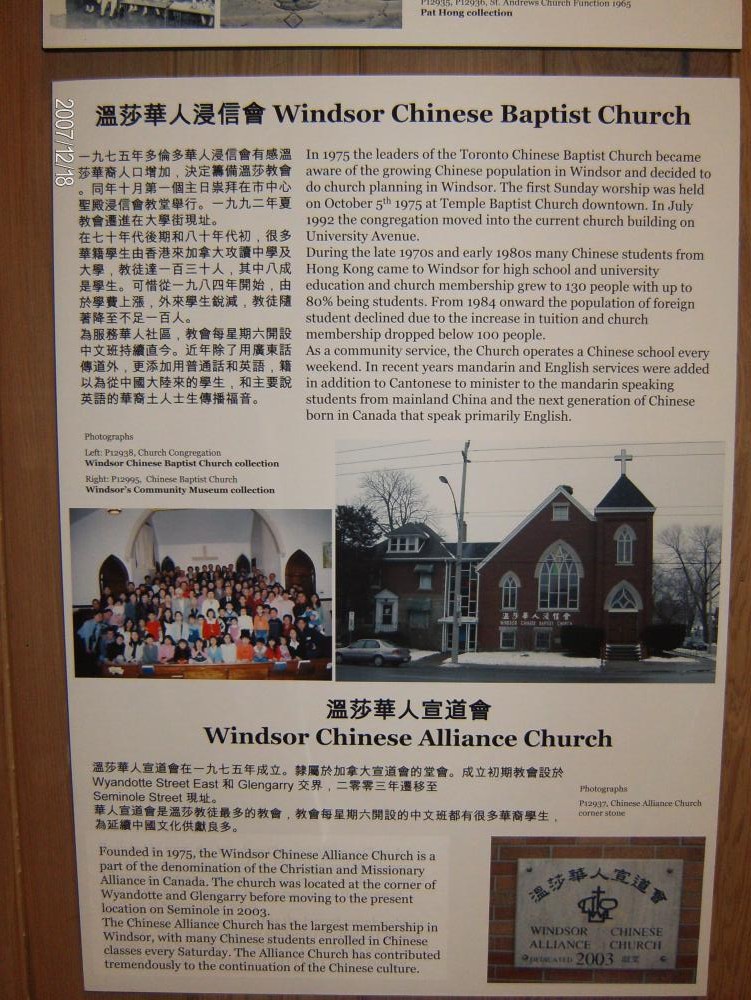 P12935, P12936, St. Andrews Church Function 1965
Pat Hong collection
2007/12/18
溫莎華人浸信會 Windsor Chinese Baptist Church
一九七五年多倫多華人浸信會有感溫
莎華裔人口增加，決定籌備溫莎教會
。同年十月第一個主日崇拜在市中心
聖殿浸信會教堂舉行。一九九二年夏
教會遷進在大學街現址。
在七十年代後期和八十年代初，很多
華籍學生由香港來加拿大攻讀中學及
大學，教徒達一百三十人，其中八成
是學生。可惜從一九八四年開始，由
於學費上漲，外來學生銳減，教徒隨
著降至不足一百人。
為服務華人社區，教會每星期六開設
中文班持續直今。近年除了用廣東話
傳道外，更添加用普通話和英語，籍
以為從中國大陸來的學生，和主要說
英語的華裔土人士生傳播福音。
In 1975 the leaders of the Toronto Chinese Baptist Church became
aware of the growing Chinese population in Windsor and decided to
do church planning in Windsor. The first Sunday worship was held
on October 5th 1975 at Temple Baptist Church downtown. In July
1992 the congregation moved into the current church building on
University Avenue.
During the late 1970s and early 1980s many Chinese students from
Hong Kong came to Windsor for high school and university
education and church membership grew to 130 people with up to
80% being students. From 1984 onward the population of foreign
student declined due to the increase in tuition and church
membership dropped below 100 people.
As a community service, the Church operates a Chinese school every
weekend. In recent years mandarin and English services were added
in addition to Cantonese to minister to the mandarin speaking
students from mainland China and the next generation of Chinese
born in Canada that speak primarily English.
Photographs
Left: P12938, Church Congregation
Windsor Chinese Baptist Church collection
Right: P12995, Chinese Baptist Church
Windsor's Community Museum collection
溫莎華人浸信會
WINDSOR CHINESE BAPTIST CHURCH
溫莎華人宣道會
Windsor Chinese Alliance Church
溫莎華人宣道會在一九七五年成立。隸屬於加拿大宣道會的堂會。成立初期教會設於
Wyandotte Street East 和 Glengarry 交界，二零零三年遷移至
Seminole Street 現址。
華人宣道會是溫莎教徒最多的教會，教會每星期六開設的中文班都有很多華裔學生，
為延續中國文化供獻良多。
Photographs
P12937, Chinese Alliance Church
corner stone
Founded in 1975, the Windsor Chinese Alliance Church is a
part of the denomination of the Christian and Missionary
Alliance in Canada. The church was located at the corner of
Wyandotte and Glengarry before moving to the present
location on Seminole in 2003.
The Chinese Alliance Church has the largest membership in
Windsor, with many Chinese students enrolled in Chinese
classes every Saturday. The Alliance Church has contributed
tremendously to the continuation of the Chinese culture.
溫莎華人宣道會
WINDSOR CHINESE
ALLIANCE CHURCH
DEDICATED 2003